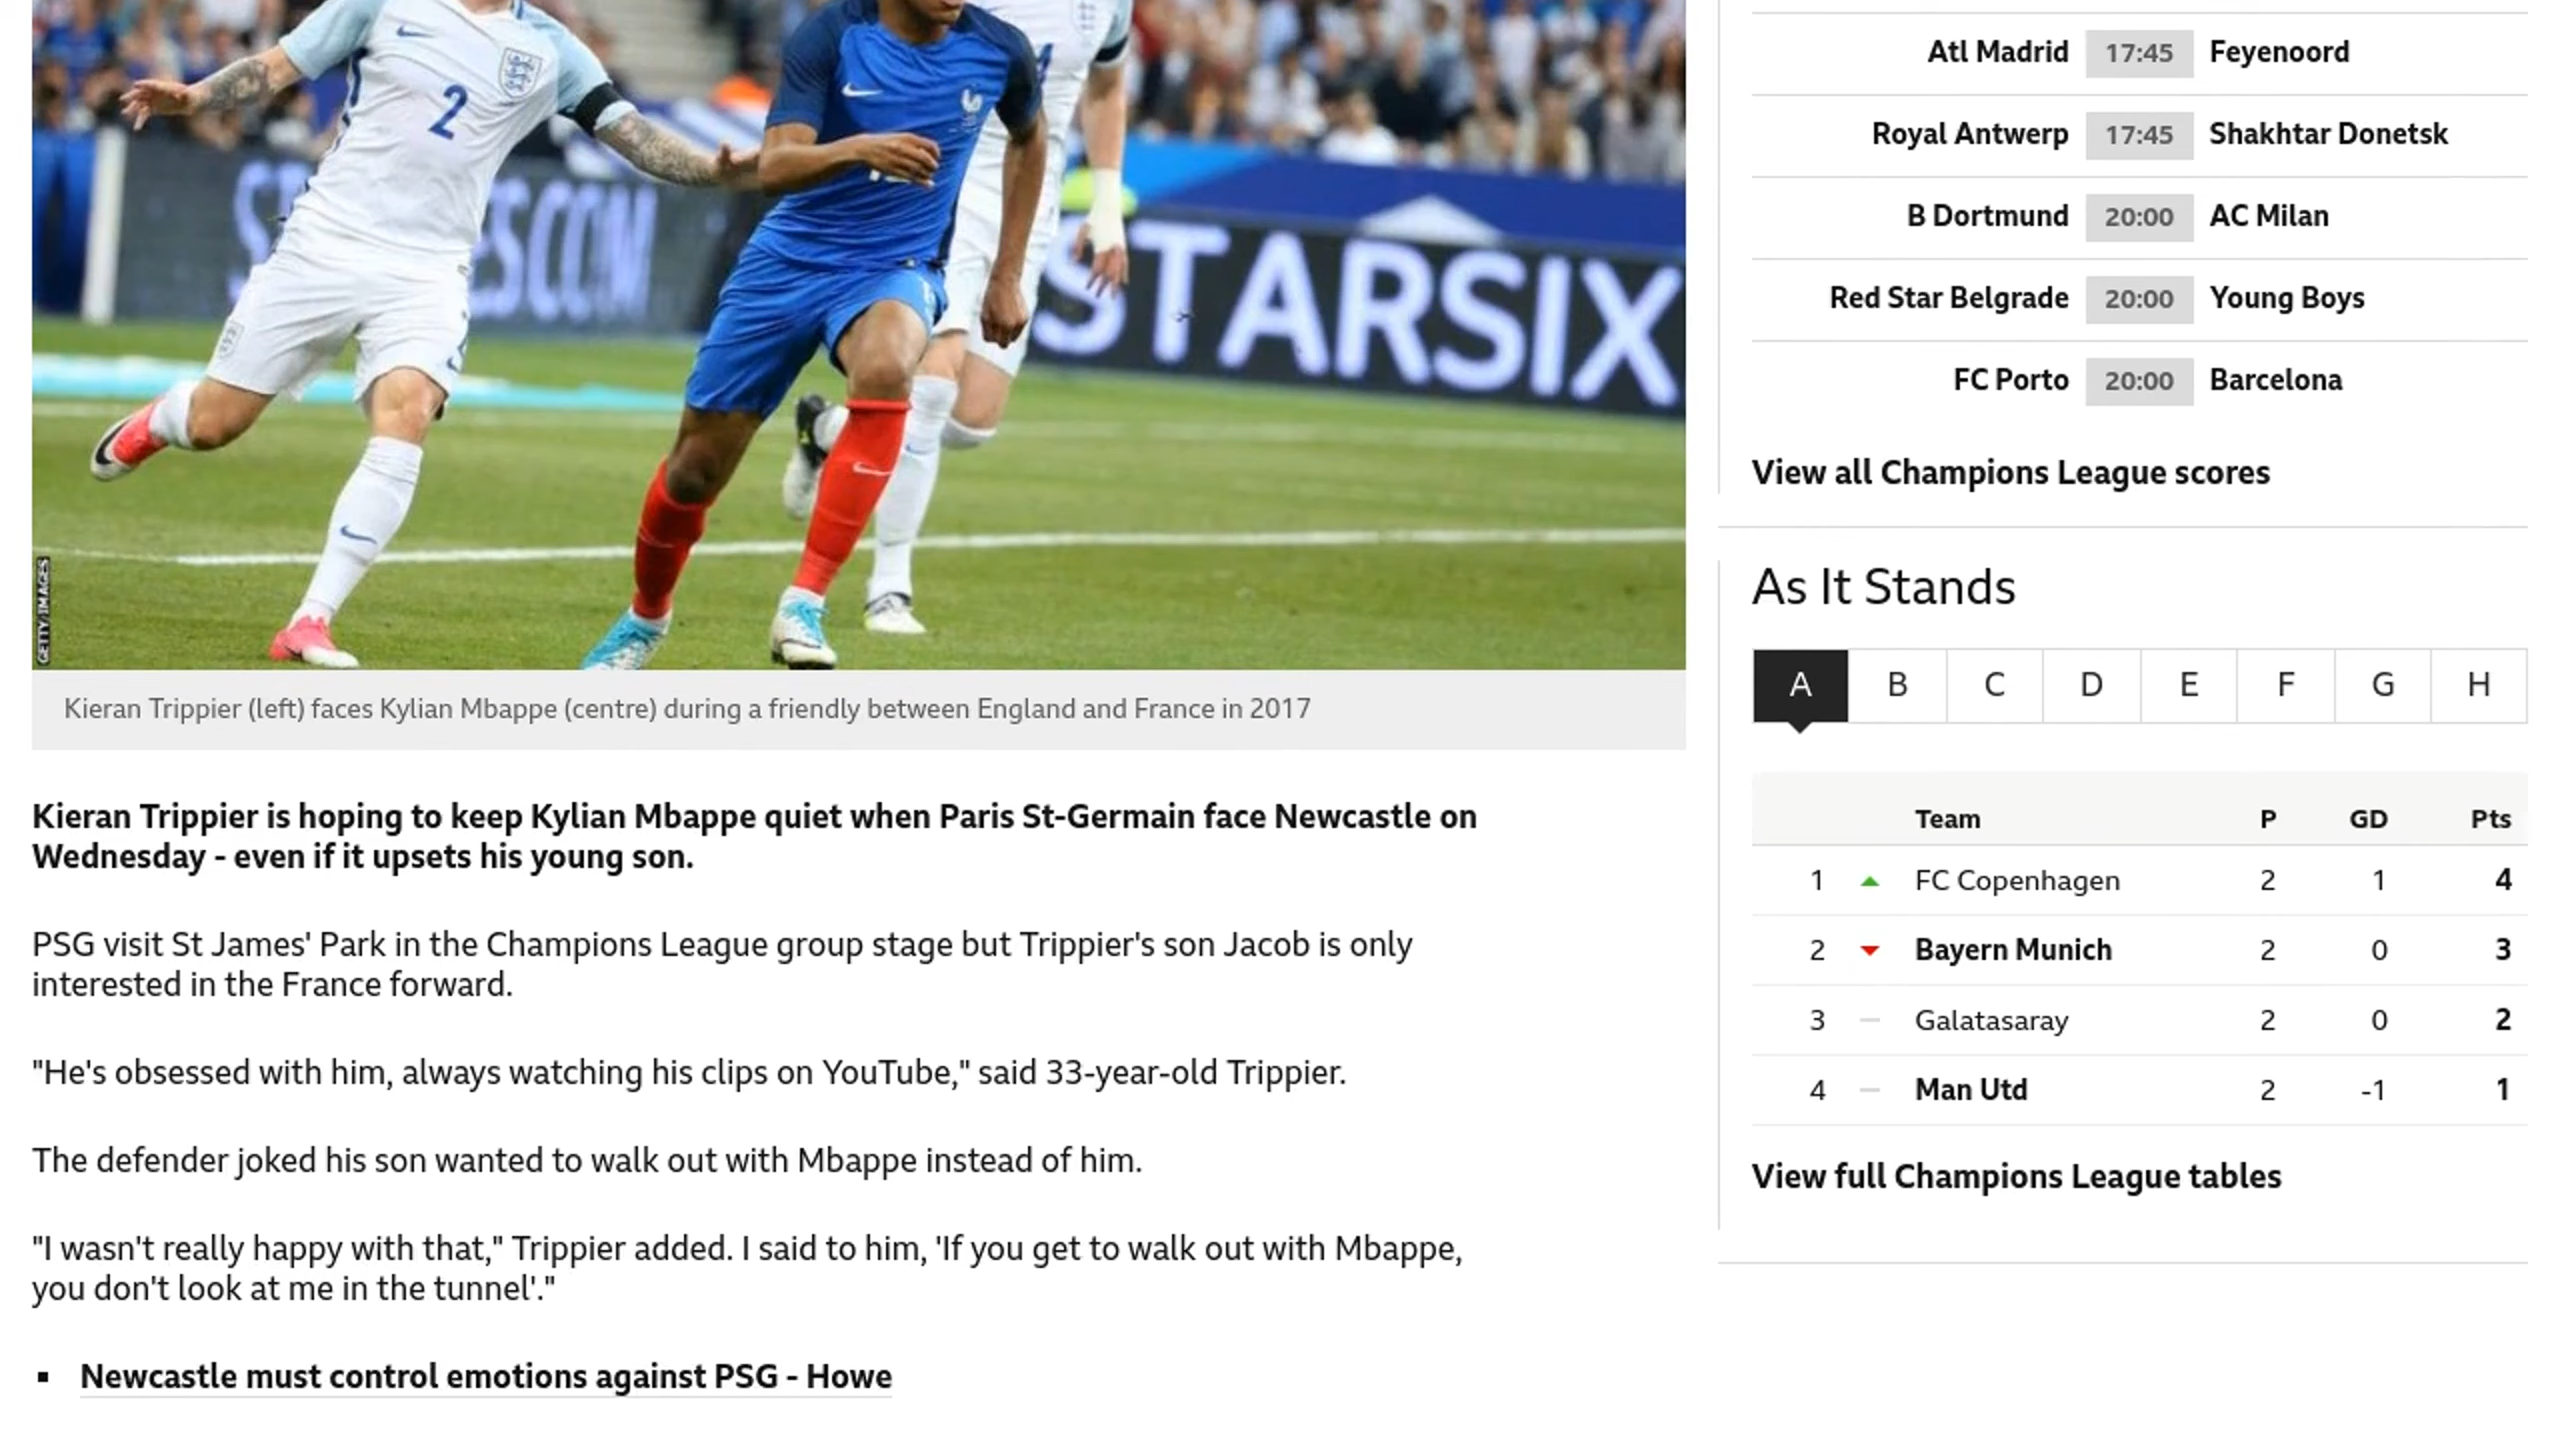 2
STARSIX
GETTY IMAGES
Kieran Trippier (left) faces Kylian Mbappe (centre) during a friendly between England and France in 2017
Kieran Trippier is hoping to keep Kylian Mbappe quiet when Paris St-Germain face Newcastle on
Wednesday - even if it upsets his young son.
PSG visit St James' Park in the Champions League group stage but Trippier's son Jacob is only
interested in the France forward.
"He's obsessed with him, always watching his clips on YouTube," said 33-year-old Trippier.
The defender joked his son wanted to walk out with Mbappe instead of him.
"I wasn't really happy with that," Trippier added. I said to him, 'If you get to walk out with Mbappe,
you don't look at me in the tunnel'."
▪ Newcastle must control emotions against PSG - Howe
Atl Madrid 17:45 Feyenoord
Royal Antwerp 17:45 Shakhtar Donetsk
B Dortmund 20:00 AC Milan
Red Star Belgrade 20:00 Young Boys
FC Porto 20:00 Barcelona
View all Champions League scores
As It Stands
A B C D E F G H
Team P GD Pts
1 FC Copenhagen 2 1 4
2 Bayern Munich 2 0 3
3 Galatasaray 2 0 2
4 Man Utd 2 -1 1
View full Champions League tables